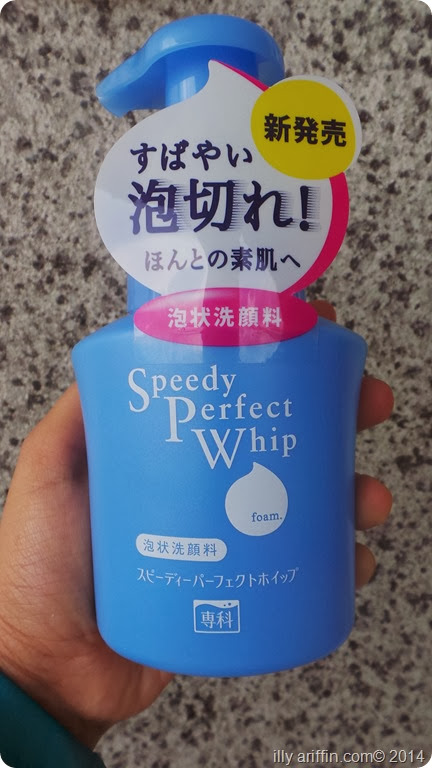 新発売
すばやい
泡切れ!
ほんとの素肌へ
泡状洗顔料
Speedy
Perfect
Whip
foam.
泡状洗顔料
スピーディーパーフェクトホイップ
専科
illy ariffin.com© 2014